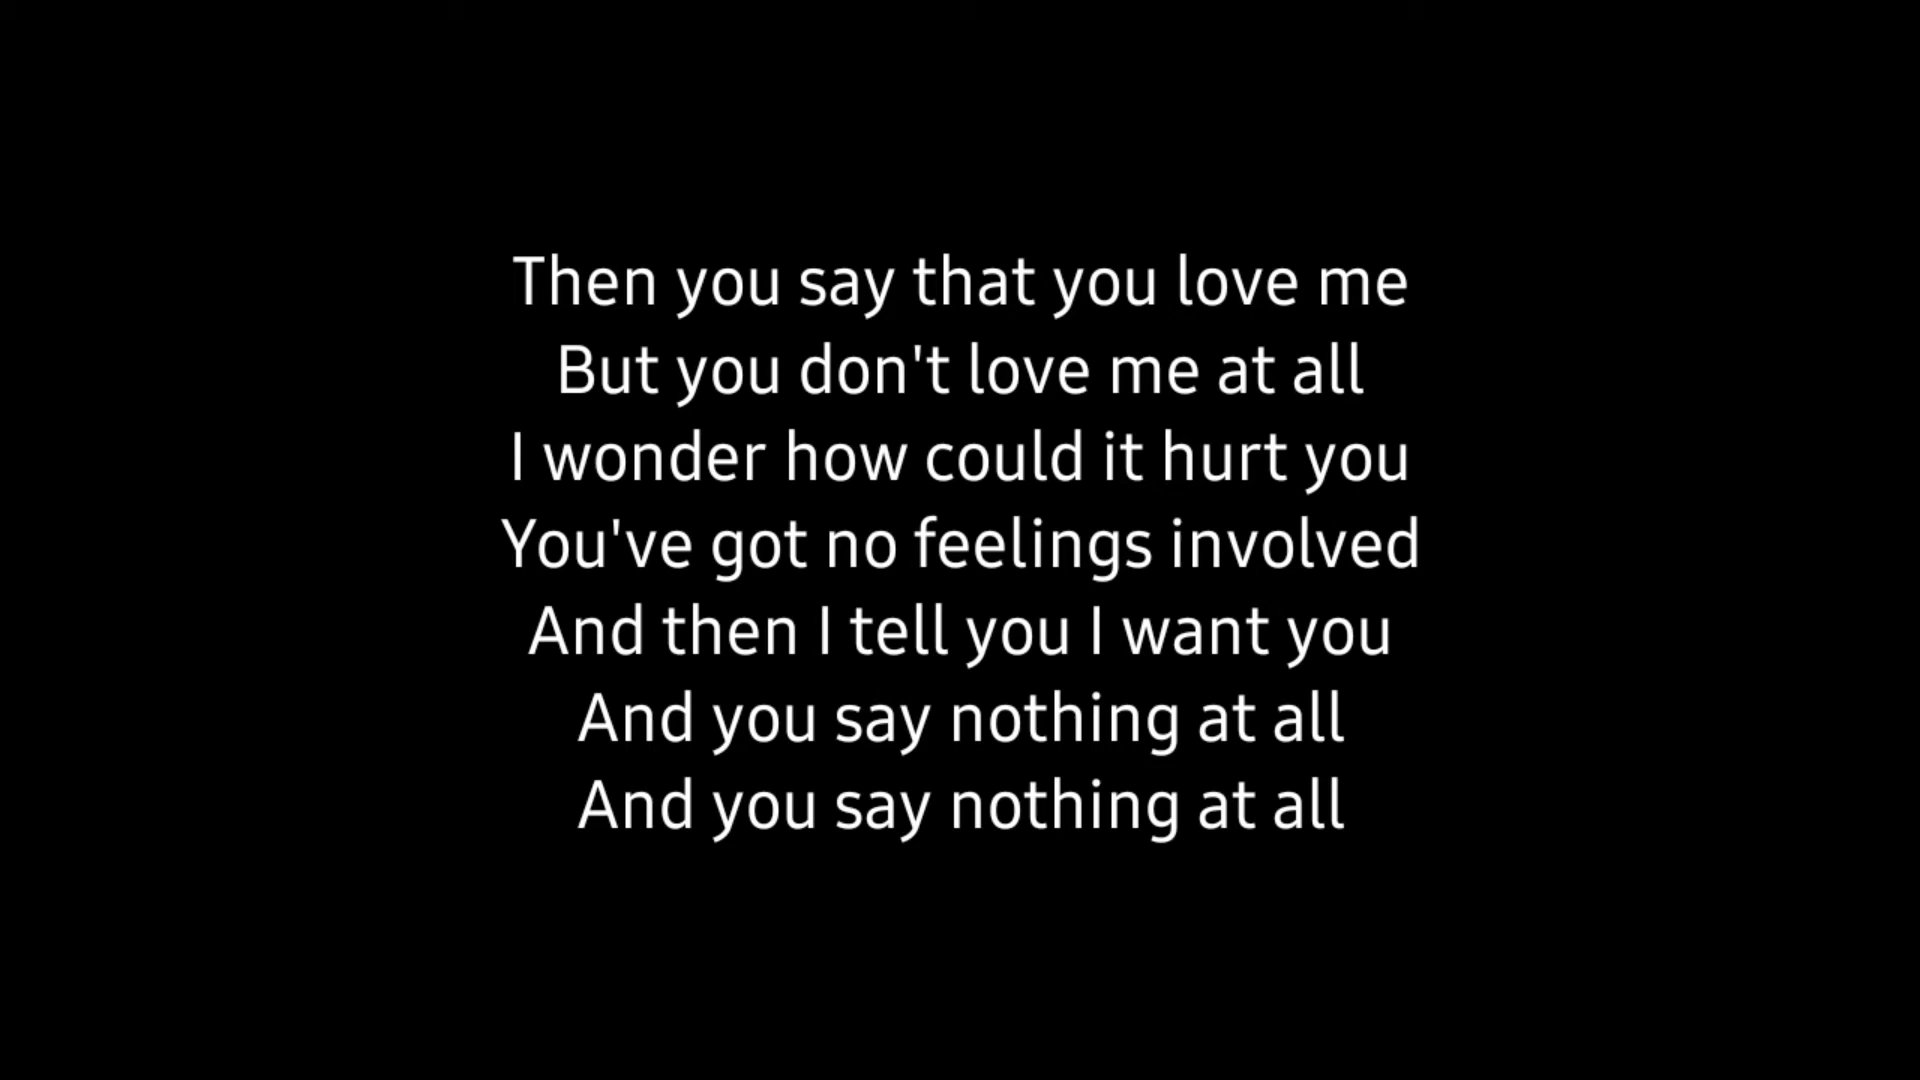 Then you say that you love me
But you don't love me at all
I wonder how could it hurt you
You've got no feelings involved
And then I tell you I want you
And you say nothing at all
And you say nothing at all